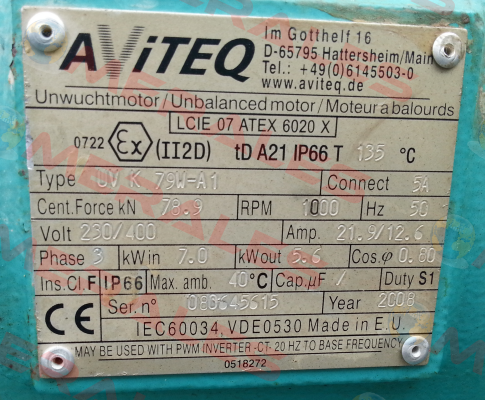 AViTEQ
Im Gotthelf 16
D-65795 Hattersheim/Main
Tel.: +49(0)6145503-0
www.aviteq.de
Unwuchtmotor/Unbalanced motor/Moteur a balourds
LCIE 07 ATEX 6020 X
0722 Ex (II2D) tD A21 IP66 T 135 °C
Type UV K 79W-A1 Connect 5A
Cent.Force kN 78.9 RPM 1000 Hz 50
Volt 230/400 Amp. 21.9/12.6
Phase 3 kWin 7.0 kWout 5.6 Cos.φ 0.80
Ins.Cl.F IP66 Max. amb. 40°C Cap.μF / Duty S1
CE Ser.n° 080645615 Year 2008
IEC60034,VDE0530 Made in E.U.
MAY BE USED WITH PWM INVERTER -CT- 20 HZ TO BASE FREQUENCY
0518272